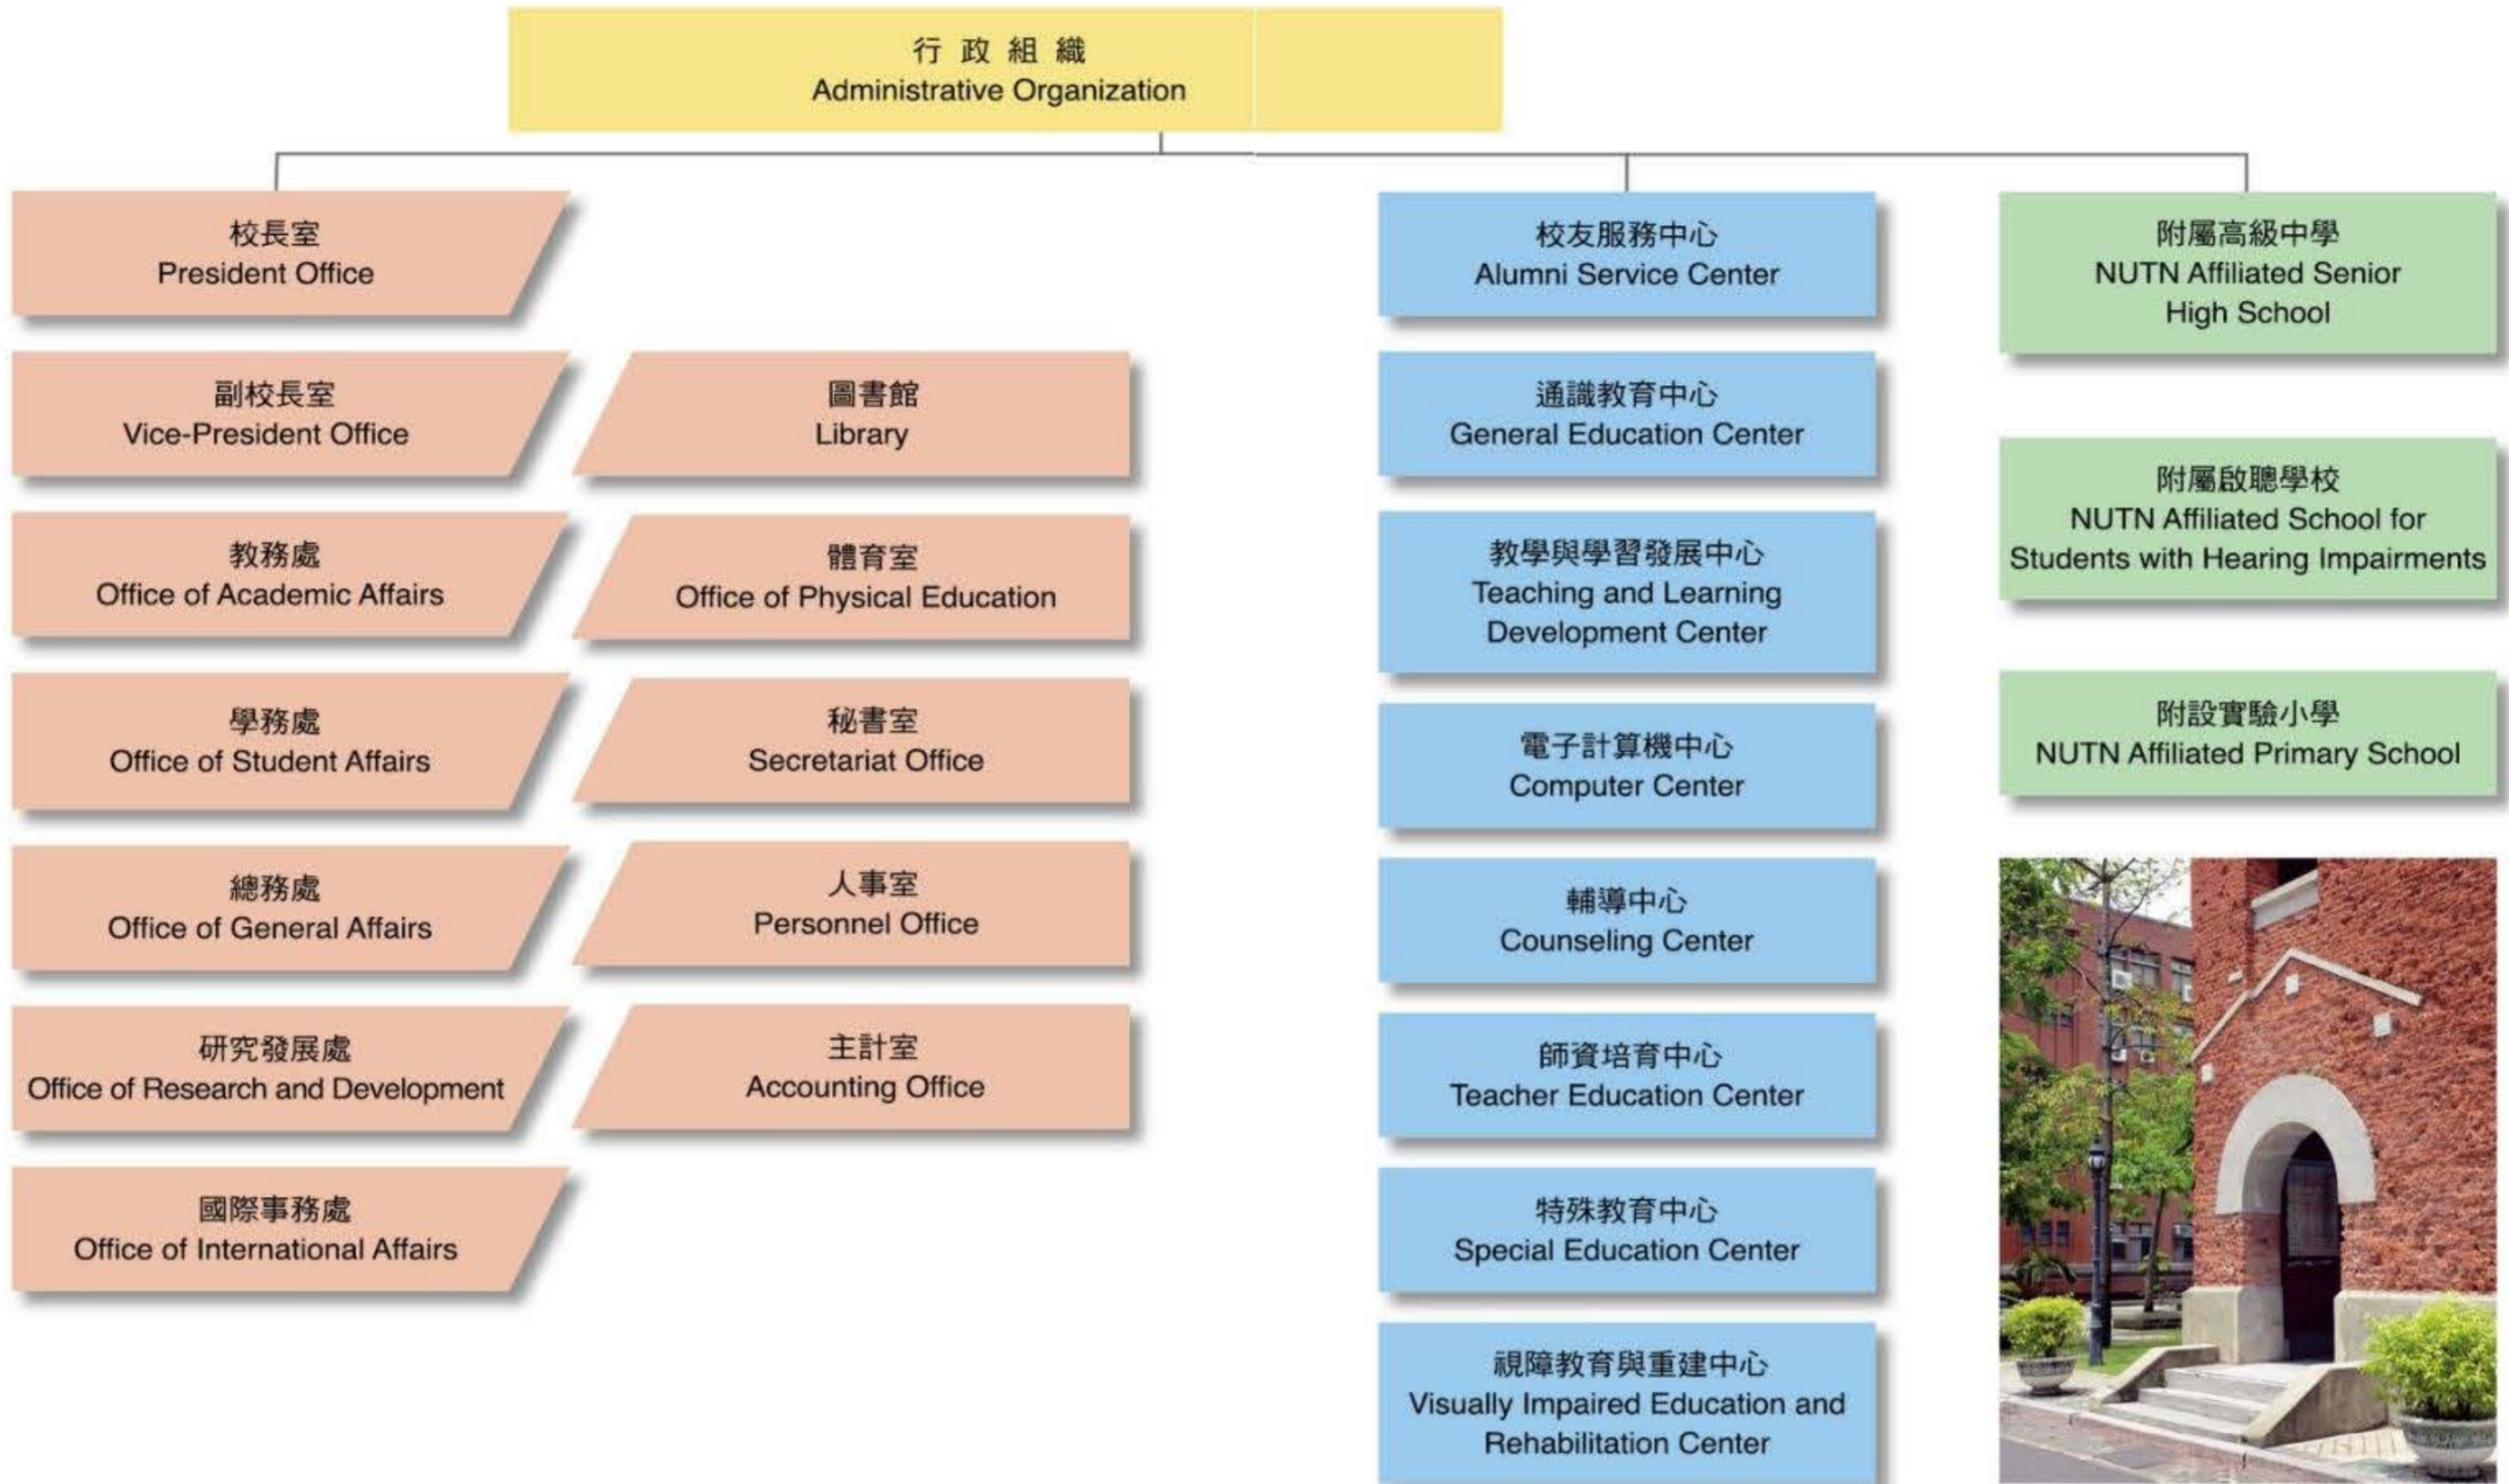 行政組織
Administrative Organization
校長室
President Office
副校長室
Vice-President Office
教務處
Office of Academic Affairs
學務處
Office of Student Affairs
總務處
Office of General Affairs
研究發展處
Office of Research and Development
國際事務處
Office of International Affairs
圖書館
Library
體育室
Office of Physical Education
秘書室
Secretariat Office
人事室
Personnel Office
主計室
Accounting Office
校友服務中心
Alumni Service Center
通識教育中心
General Education Center
教學與學習發展中心
Teaching and Learning
Development Center
電子計算機中心
Computer Center
輔導中心
Counseling Center
師資培育中心
Teacher Education Center
特殊教育中心
Special Education Center
視障教育與重建中心
Visually Impaired Education and
Rehabilitation Center
附屬高級中學
NUTN Affiliated Senior
High School
附屬啟聰學校
NUTN Affiliated School for
Students with Hearing Impairments
附設實驗小學
NUTN Affiliated Primary School